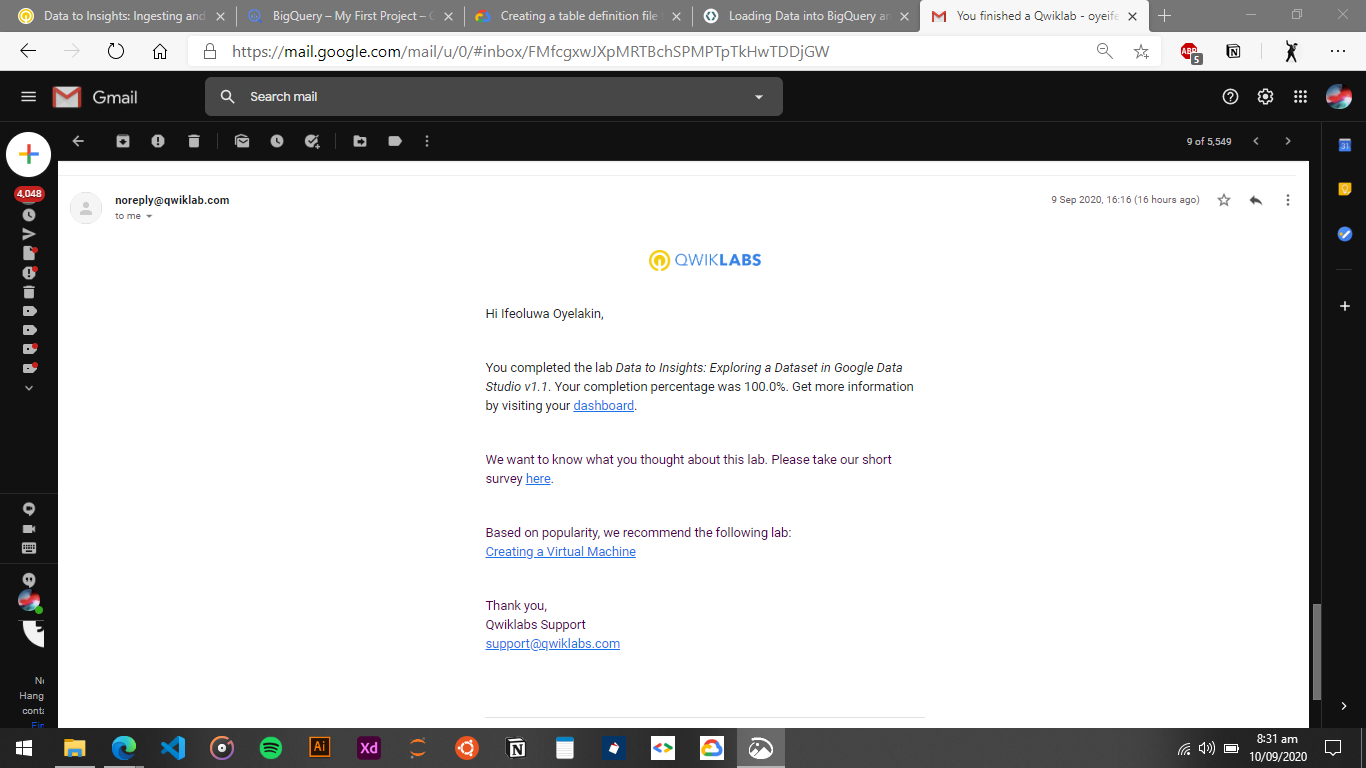 Data to Insights: Ingesting and
BigQuery – My First Project –
Creating a table definition file
Loading Data into BigQuery an
You finished a Qwiklab - oyeife
https://mail.google.com/mail/u/0/#inbox/FMfcgxwJXpMRTBchSPMPTpTkHwTDDjGW
ABP
5
Gmail
Search mail
9 of 5,549
31
4,048
noreply@qwiklab.com
9 Sep 2020, 16:16 (16 hours ago)
to me
QWIKLABS
Hi Ifeoluwa Oyelakin,
You completed the lab Data to Insights: Exploring a Dataset in Google Data
Studio v1.1. Your completion percentage was 100.0%. Get more information
by visiting your dashboard.
We want to know what you thought about this lab. Please take our short
survey here.
Based on popularity, we recommend the following lab:
Creating a Virtual Machine
Thank you,
Qwiklabs Support
support@qwiklabs.com
Hang
Ai
Xd
8:31 am
10/09/2020